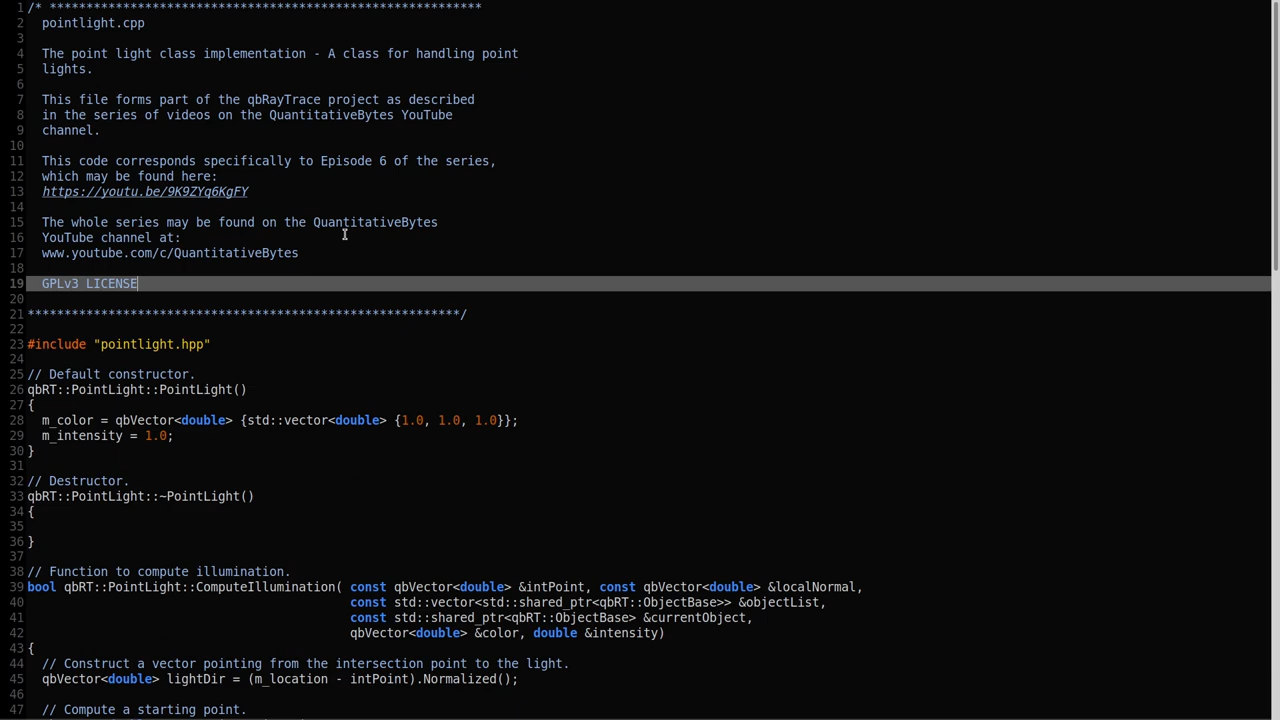 1 /* ***********************************************************
2 pointlight.cpp
3
4 The point light class implementation - A class for handling point
5 lights.
6
7 This file forms part of the qbRayTrace project as described
8 in the series of videos on the QuantitativeBytes YouTube
9 channel.
10
11 This code corresponds specifically to Episode 6 of the series,
12 which may be found here:
13 https://youtu.be/9K9ZYq6KgFY
14
15 The whole series may be found on the QuantitativeBytes
16 YouTube channel at:
17 www.youtube.com/c/QuantitativeBytes
18
19 GPLv3 LICENSE
20
21 ***********************************************************/
22
23 #include "pointlight.hpp"
24
25 // Default constructor.
26 qbRT::PointLight::PointLight()
27 {
28 m_color = qbVector<double> {std::vector<double> {1.0, 1.0, 1.0}};
29 m_intensity = 1.0;
30 }
31
32 // Destructor.
33 qbRT::PointLight::~PointLight()
34 {
35
36 }
37
38 // Function to compute illumination.
39 bool qbRT::PointLight::ComputeIllumination( const qbVector<double> &intPoint, const qbVector<double> &localNormal,
40 const std::vector<std::shared_ptr<qbRT::ObjectBase>> &objectList,
41 const std::shared_ptr<qbRT::ObjectBase> &currentObject,
42 qbVector<double> &color, double &intensity)
43 {
44 // Construct a vector pointing from the intersection point to the light.
45 qbVector<double> lightDir = (m_location - intPoint).Normalized();
46
47 // Compute a starting point.